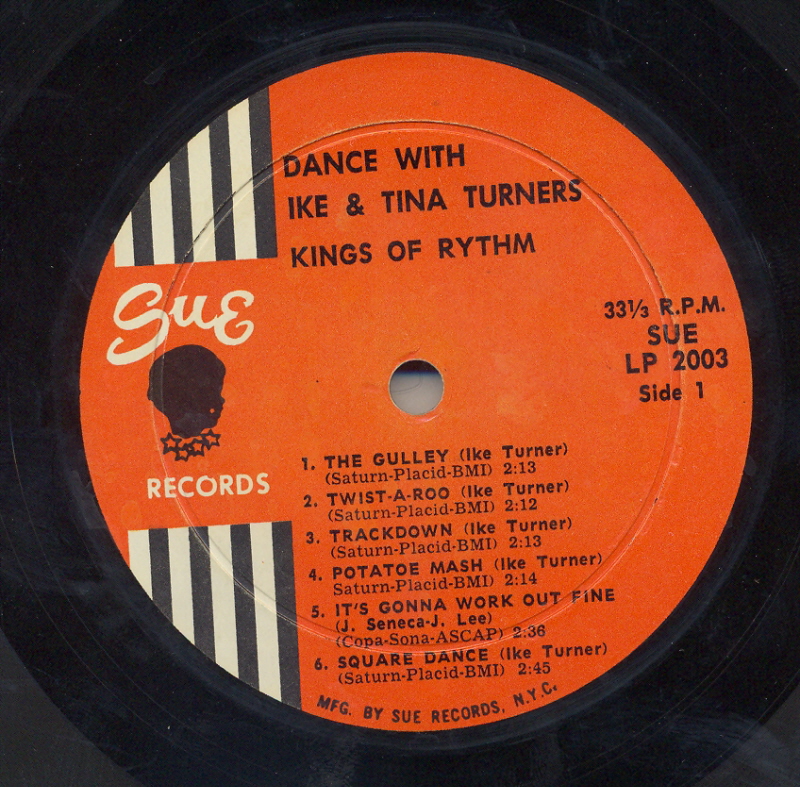 DANCE WITH
IKE & TINA TURNERS
KINGS OF RYTHM
Sue
RECORDS
33⅓ R.P.M.
SUE
LP 2003
Side 1
1. THE GULLEY (Ike Turner)
(Saturn-Placid-BMI) 2:13
2. TWIST-A-ROO (Ike Turner)
(Saturn-Placid-BMI) 2:12
3. TRACKDOWN (Ike Turner)
(Saturn-Placid-BMI) 2:13
4. POTATOE MASH (Ike Turner)
Saturn-Placid-BMI) 2:14
5. IT'S GONNA WORK OUT FINE
(J. Seneca-J. Lee)
(Copa-Sona-ASCAP) 2:36
6. SQUARE DANCE (Ike Turner)
(Saturn-Placid-BMI) 2:45
MFG. BY SUE RECORDS, N.Y.C.